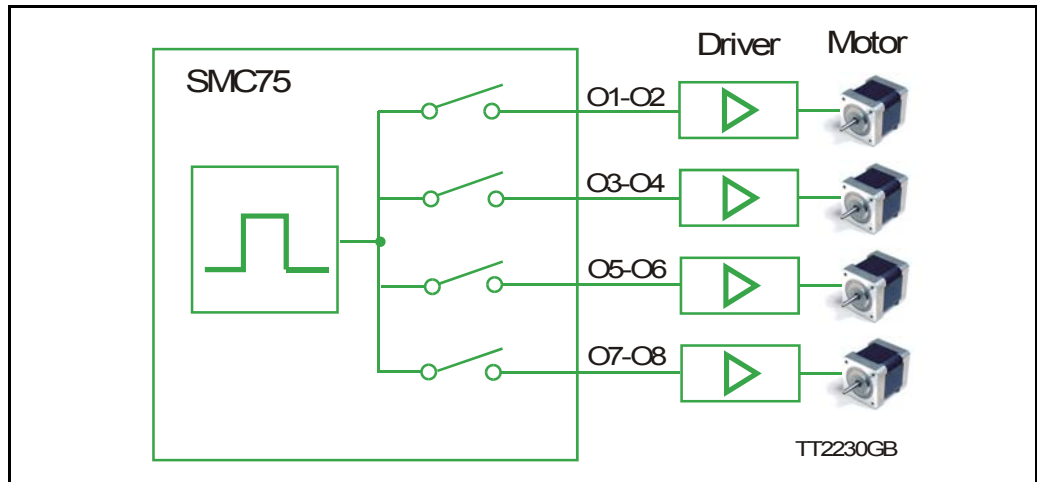 Driver Motor
SMC75
O1-O2
O3-O4
O5-O6
O7-O8
TT2230GB